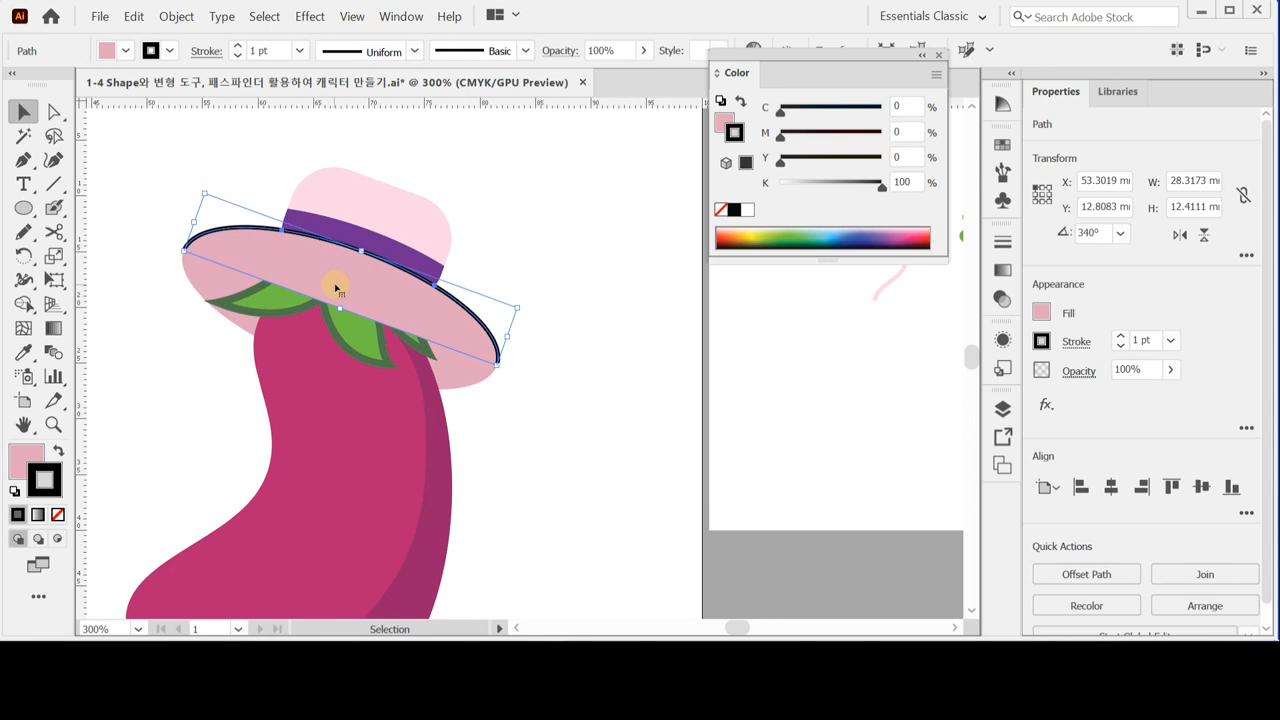 Ai File Edit Object Type Select Effect View Window Help Essentials Classic Search Adobe Stock
Path Stroke: 1 pt Uniform Basic Opacity: 100% Style:
1-4 Shape와 변형 도구, 패스파인더 활용하여 캐릭터 만들기.ai* @ 300% (CMYK/GPU Preview)
Color
C 0 %
M 0 %
Y 0 %
K 100 %
Properties Libraries
Path
Transform
X: 53.3019 W: 28.3173
Y: 12.8083 H: 12.4111
340°
Appearance
Fill
Stroke 1 pt
Opacity 100%
fx
Align
Quick Actions
Offset Path Join
Recolor Arrange
300% 1 Selection